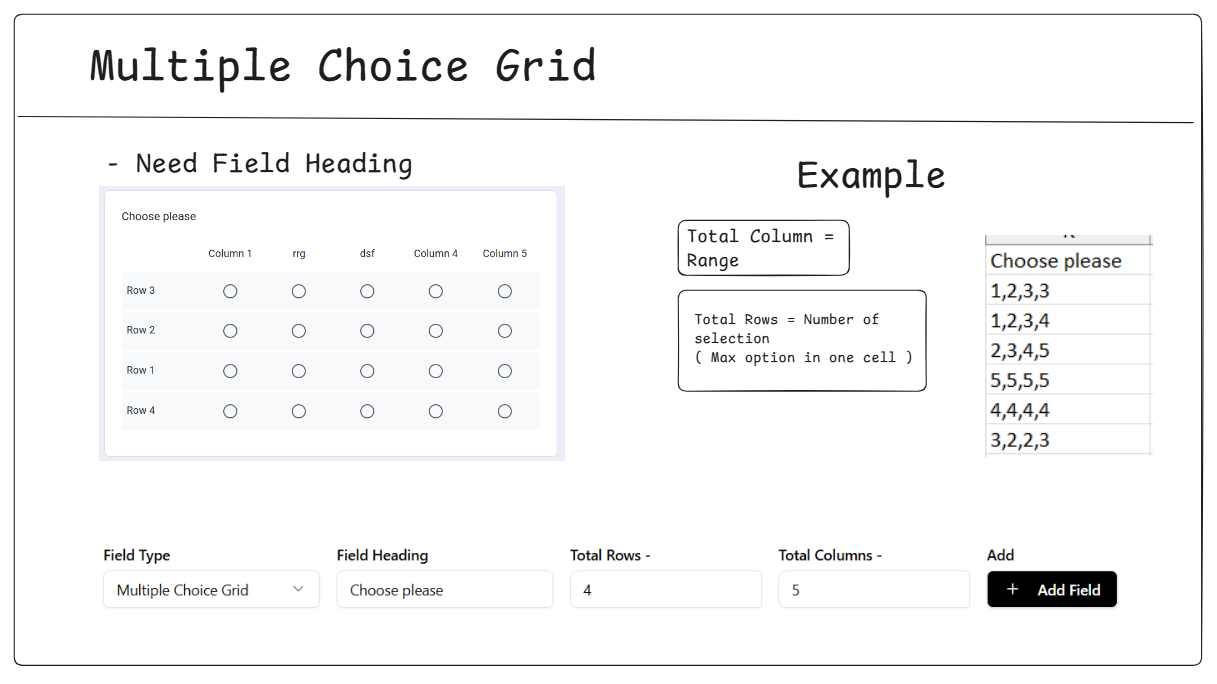 Multiple Choice Grid
- Need Field Heading
Choose please
Column 1 rrg dsf Column 4 Column 5
Row 3
Row 2
Row 1
Row 4
Example
Total Column =
Range
Total Rows = Number of
selection
( Max option in one cell )
Choose please
1,2,3,3
1,2,3,4
2,3,4,5
5,5,5,5
4,4,4,4
3,2,2,3
Field Type Field Heading Total Rows - Total Columns - Add
Multiple Choice Grid Choose please 4 5 + Add Field